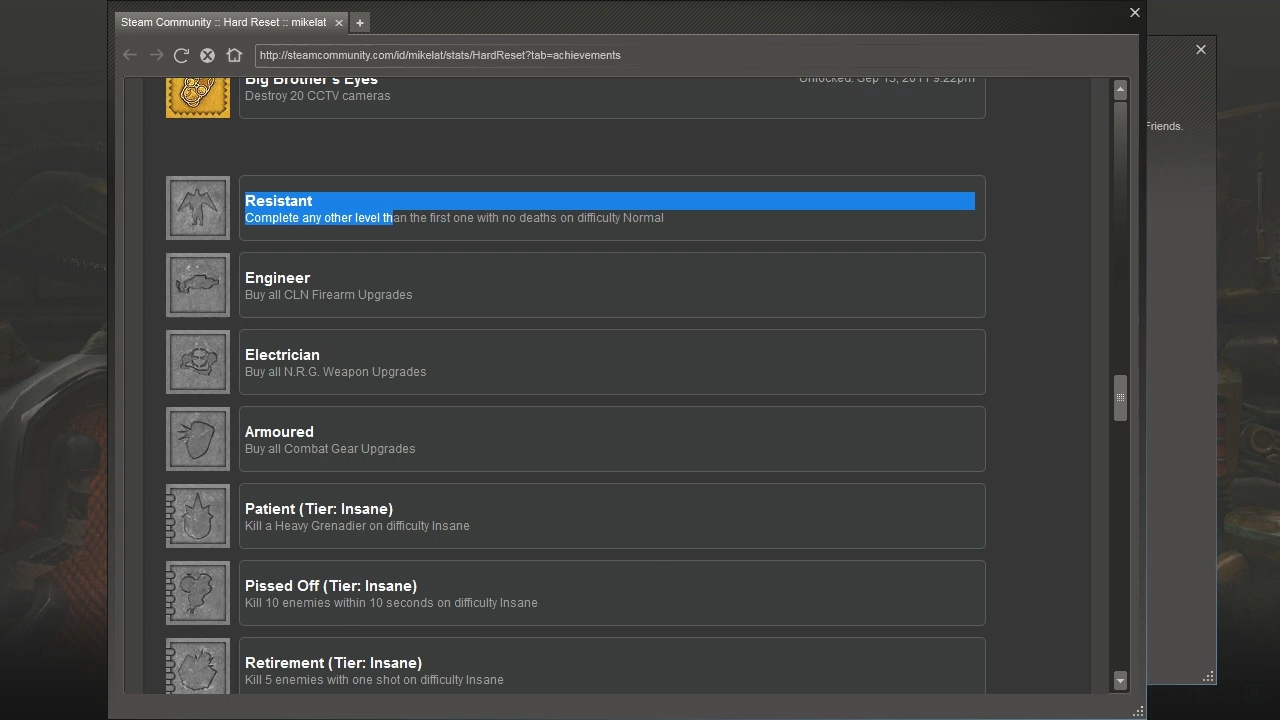 Steam Community :: Hard Reset :: mikelat
http://steamcommunity.com/id/mikelat/stats/HardReset?tab=achievements
Friends.
Big Brother's Eyes
Unlocked: Sep 13, 2011 9:22pm
Destroy 20 CCTV cameras
Resistant
Complete any other level than the first one with no deaths on difficulty Normal
Engineer
Buy all CLN Firearm Upgrades
Electrician
Buy all N.R.G. Weapon Upgrades
Armoured
Buy all Combat Gear Upgrades
Patient (Tier: Insane)
Kill a Heavy Grenadier on difficulty Insane
Pissed Off (Tier: Insane)
Kill 10 enemies within 10 seconds on difficulty Insane
Retirement (Tier: Insane)
Kill 5 enemies with one shot on difficulty Insane